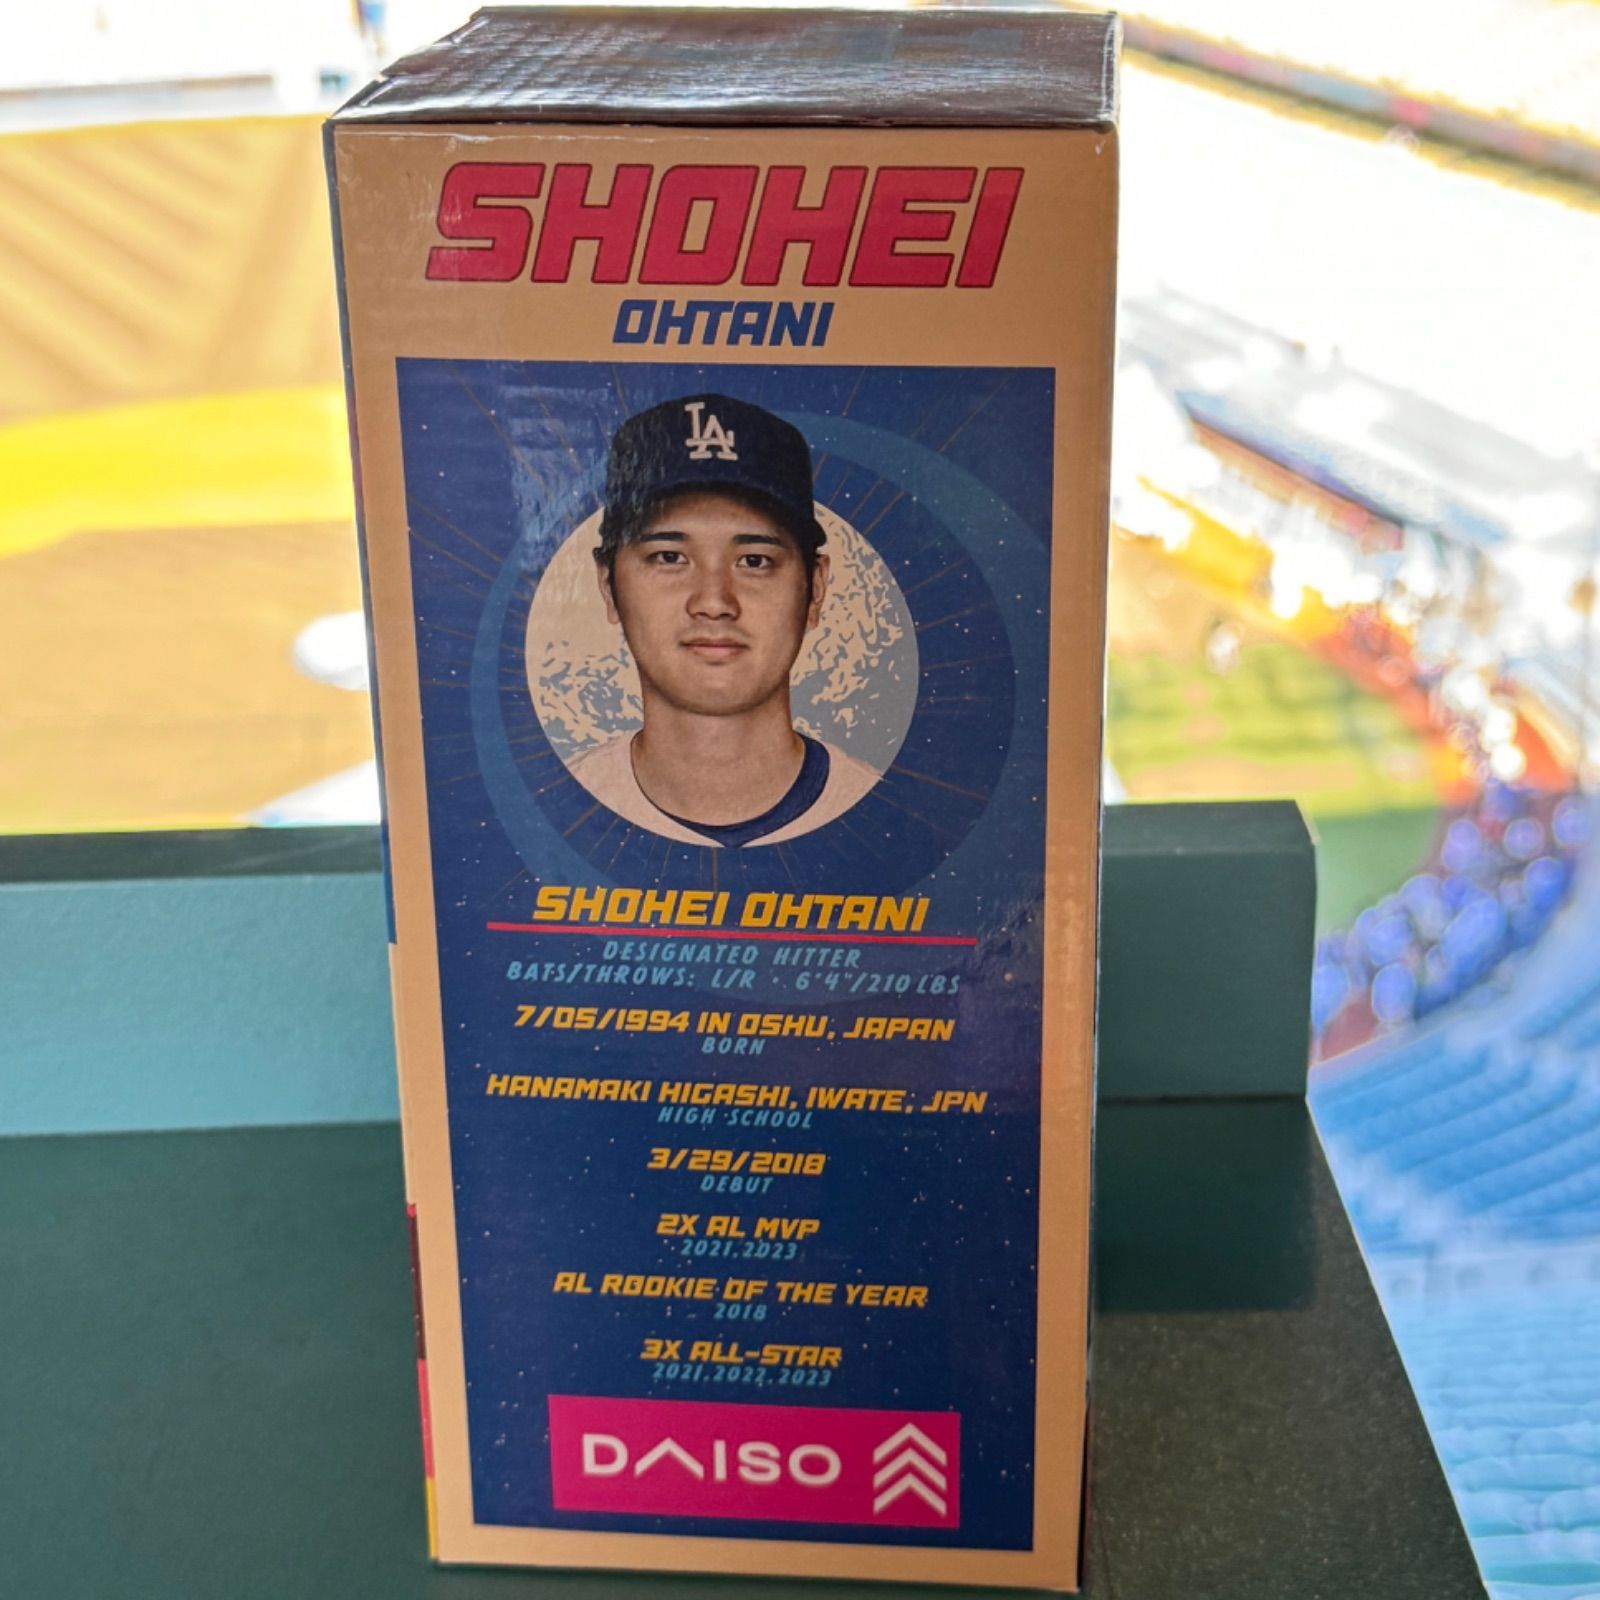 SHOHEI
OHTANI
LA
SHOHEI OHTANI
DESIGNATED HITTER
BATS/THROWS: L/R · 6'4"/210 LBS
7/05/1994 IN OSHU, JAPAN
BORN
HANAMAKI HIGASHI, IWATE, JPN
HIGH SCHOOL
3/29/2018
DEBUT
2X AL MVP
2021, 2023
AL ROOKIE OF THE YEAR
2018
3X ALL-STAR
2021, 2022, 2023
DAISO